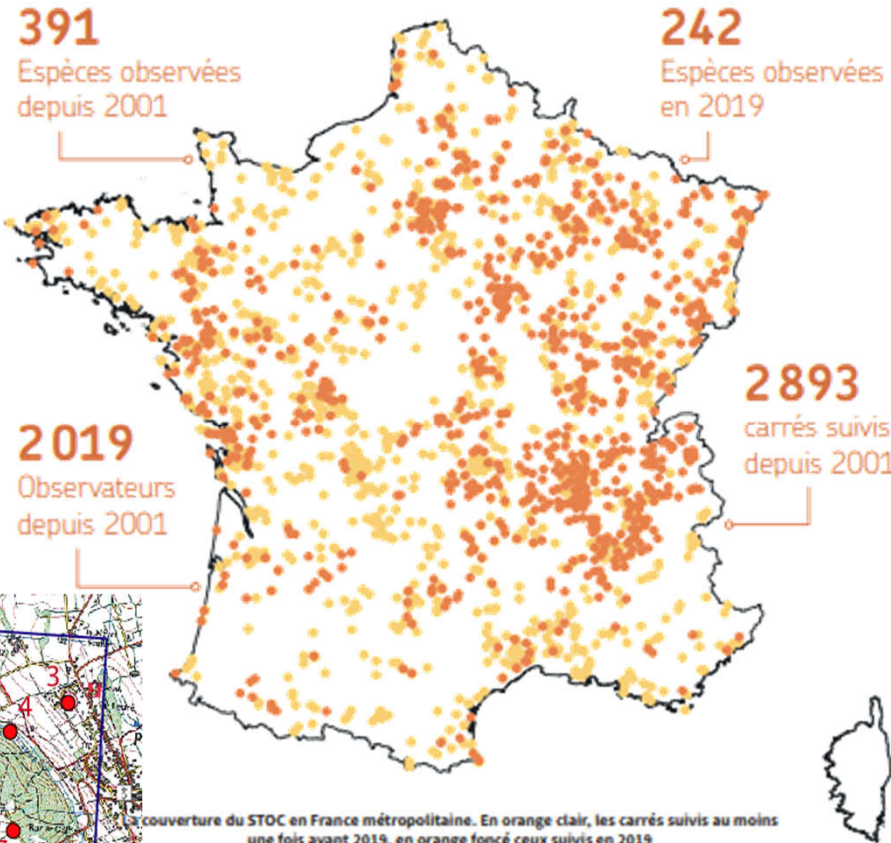 391
Espèces observées
depuis 2001
242
Espèces observées
en 2019
2 893
carrés suivis
depuis 2001
2 019
Observateurs
depuis 2001
3
4
La couverture du STOC en France métropolitaine. En orange clair, les carrés suivis au moins
une fois avant 2019, en orange foncé ceux suivis en 2019